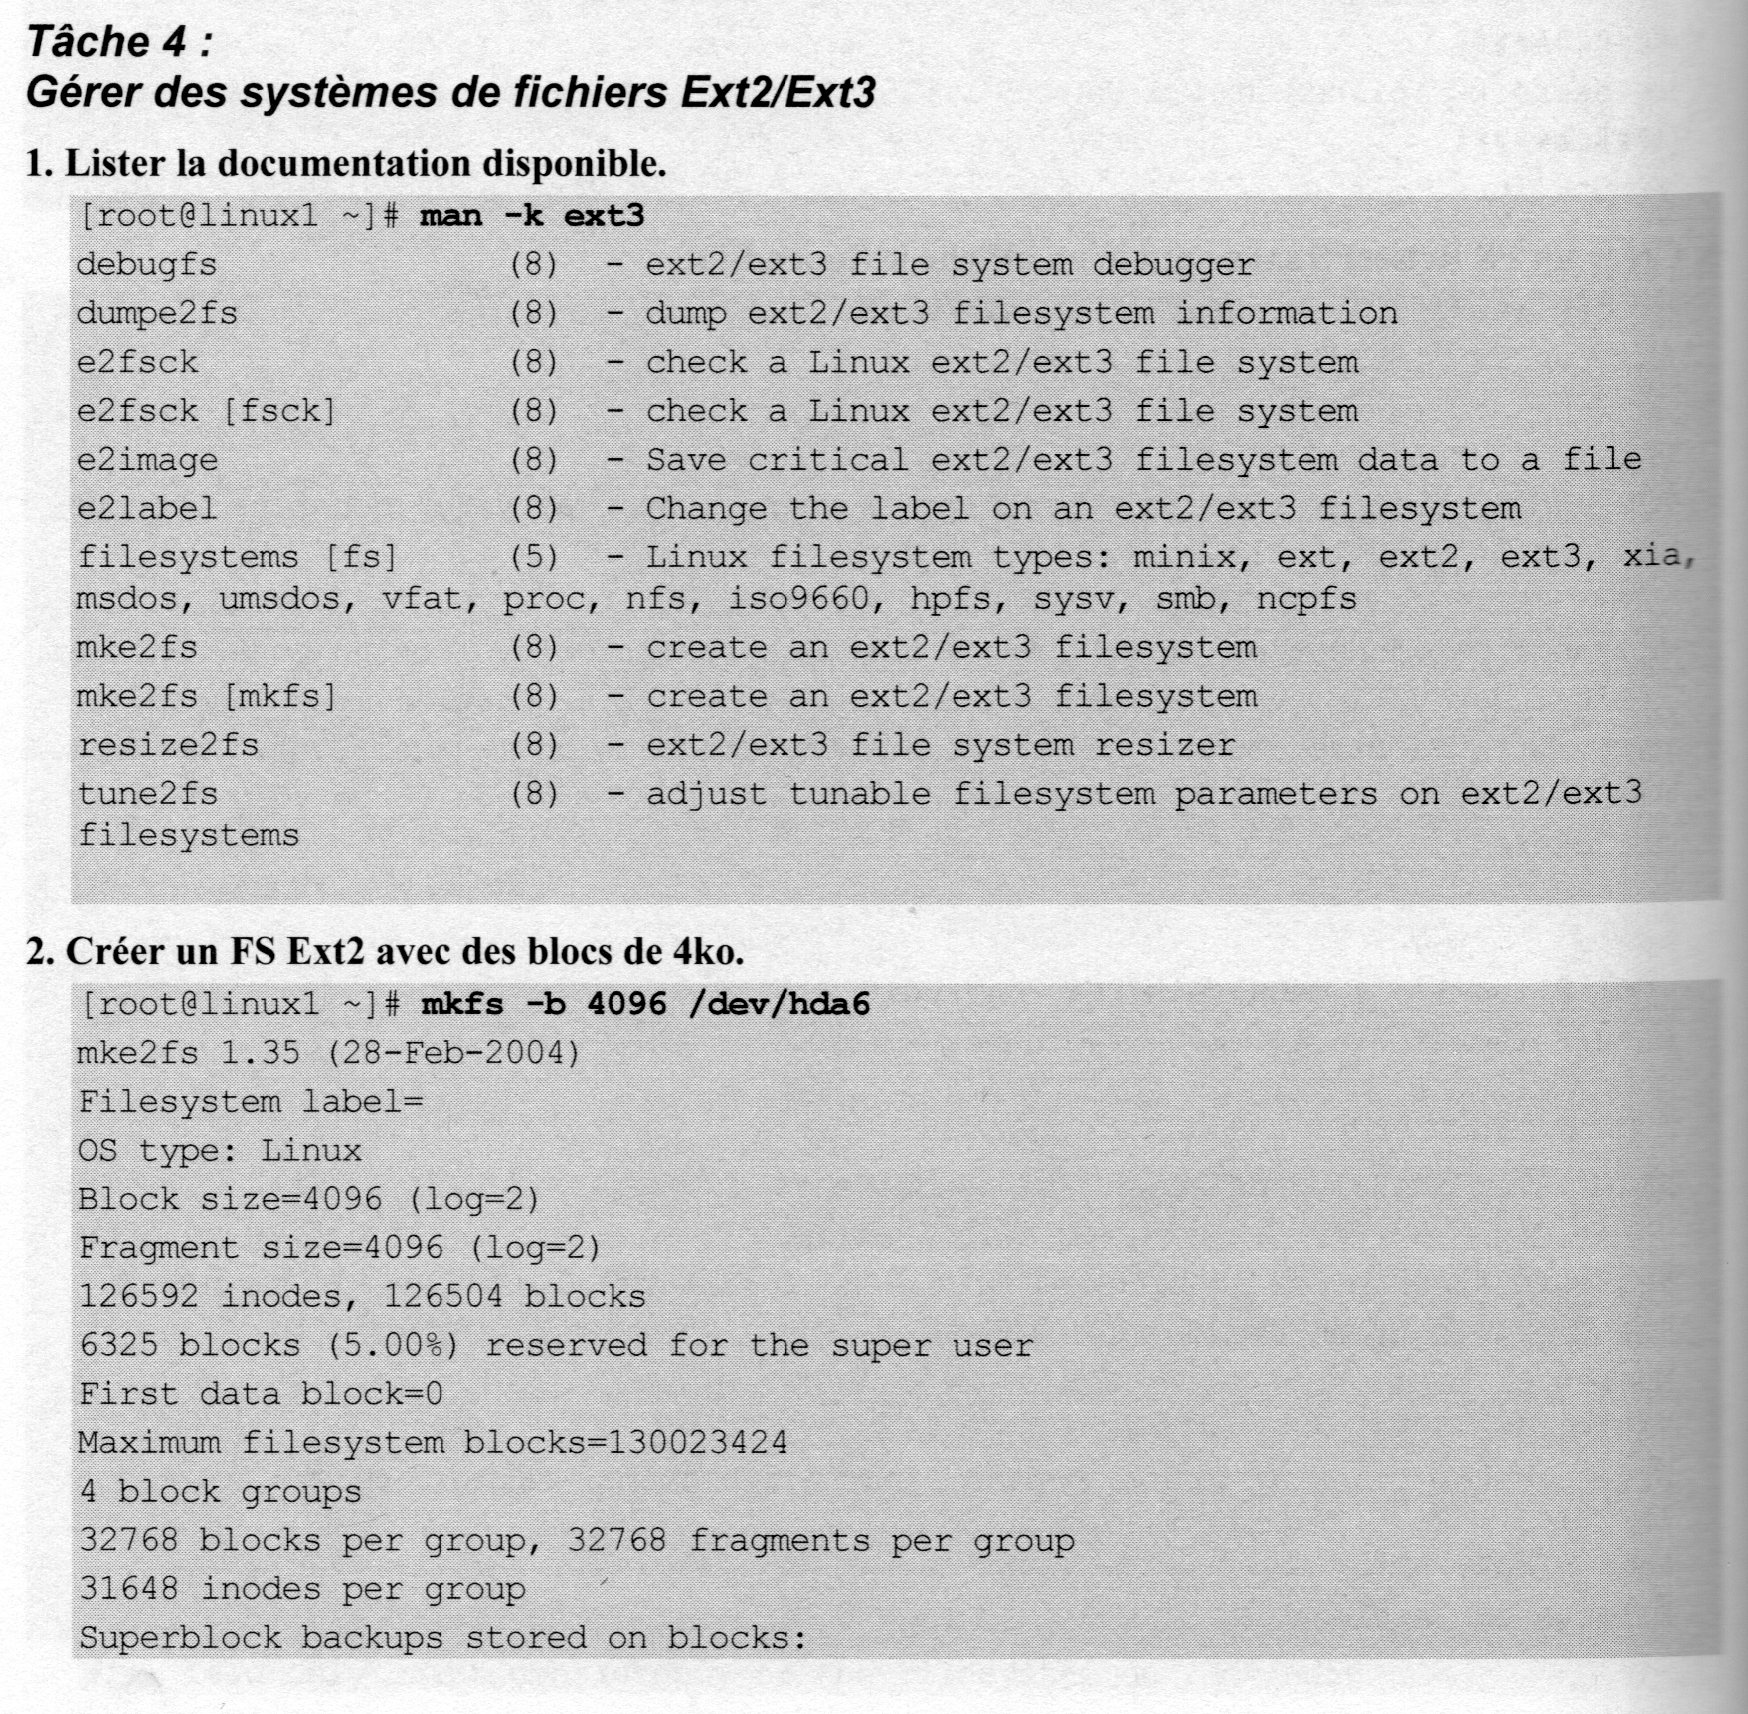 Tâche 4 :
Gérer des systèmes de fichiers Ext2/Ext3
1. Lister la documentation disponible.
[root@linux1 ~]# man -k ext3
debugfs (8) - ext2/ext3 file system debugger
dumpe2fs (8) - dump ext2/ext3 filesystem information
e2fsck (8) - check a Linux ext2/ext3 file system
e2fsck [fsck] (8) - check a Linux ext2/ext3 file system
e2image (8) - Save critical ext2/ext3 filesystem data to a file
e2label (8) - Change the label on an ext2/ext3 filesystem
filesystems [fs] (5) - Linux filesystem types: minix, ext, ext2, ext3, xia,
msdos, umsdos, vfat, proc, nfs, iso9660, hpfs, sysv, smb, ncpfs
mke2fs (8) - create an ext2/ext3 filesystem
mke2fs [mkfs] (8) - create an ext2/ext3 filesystem
resize2fs (8) - ext2/ext3 file system resizer
tune2fs (8) - adjust tunable filesystem parameters on ext2/ext3
filesystems
2. Créer un FS Ext2 avec des blocs de 4ko.
[root@linux1 ~]# mkfs -b 4096 /dev/hda6
mke2fs 1.35 (28-Feb-2004)
Filesystem label=
OS type: Linux
Block size=4096 (log=2)
Fragment size=4096 (log=2)
126592 inodes, 126504 blocks
6325 blocks (5.00%) reserved for the super user
First data block=0
Maximum filesystem blocks=130023424
4 block groups
32768 blocks per group, 32768 fragments per group
31648 inodes per group
Superblock backups stored on blocks: